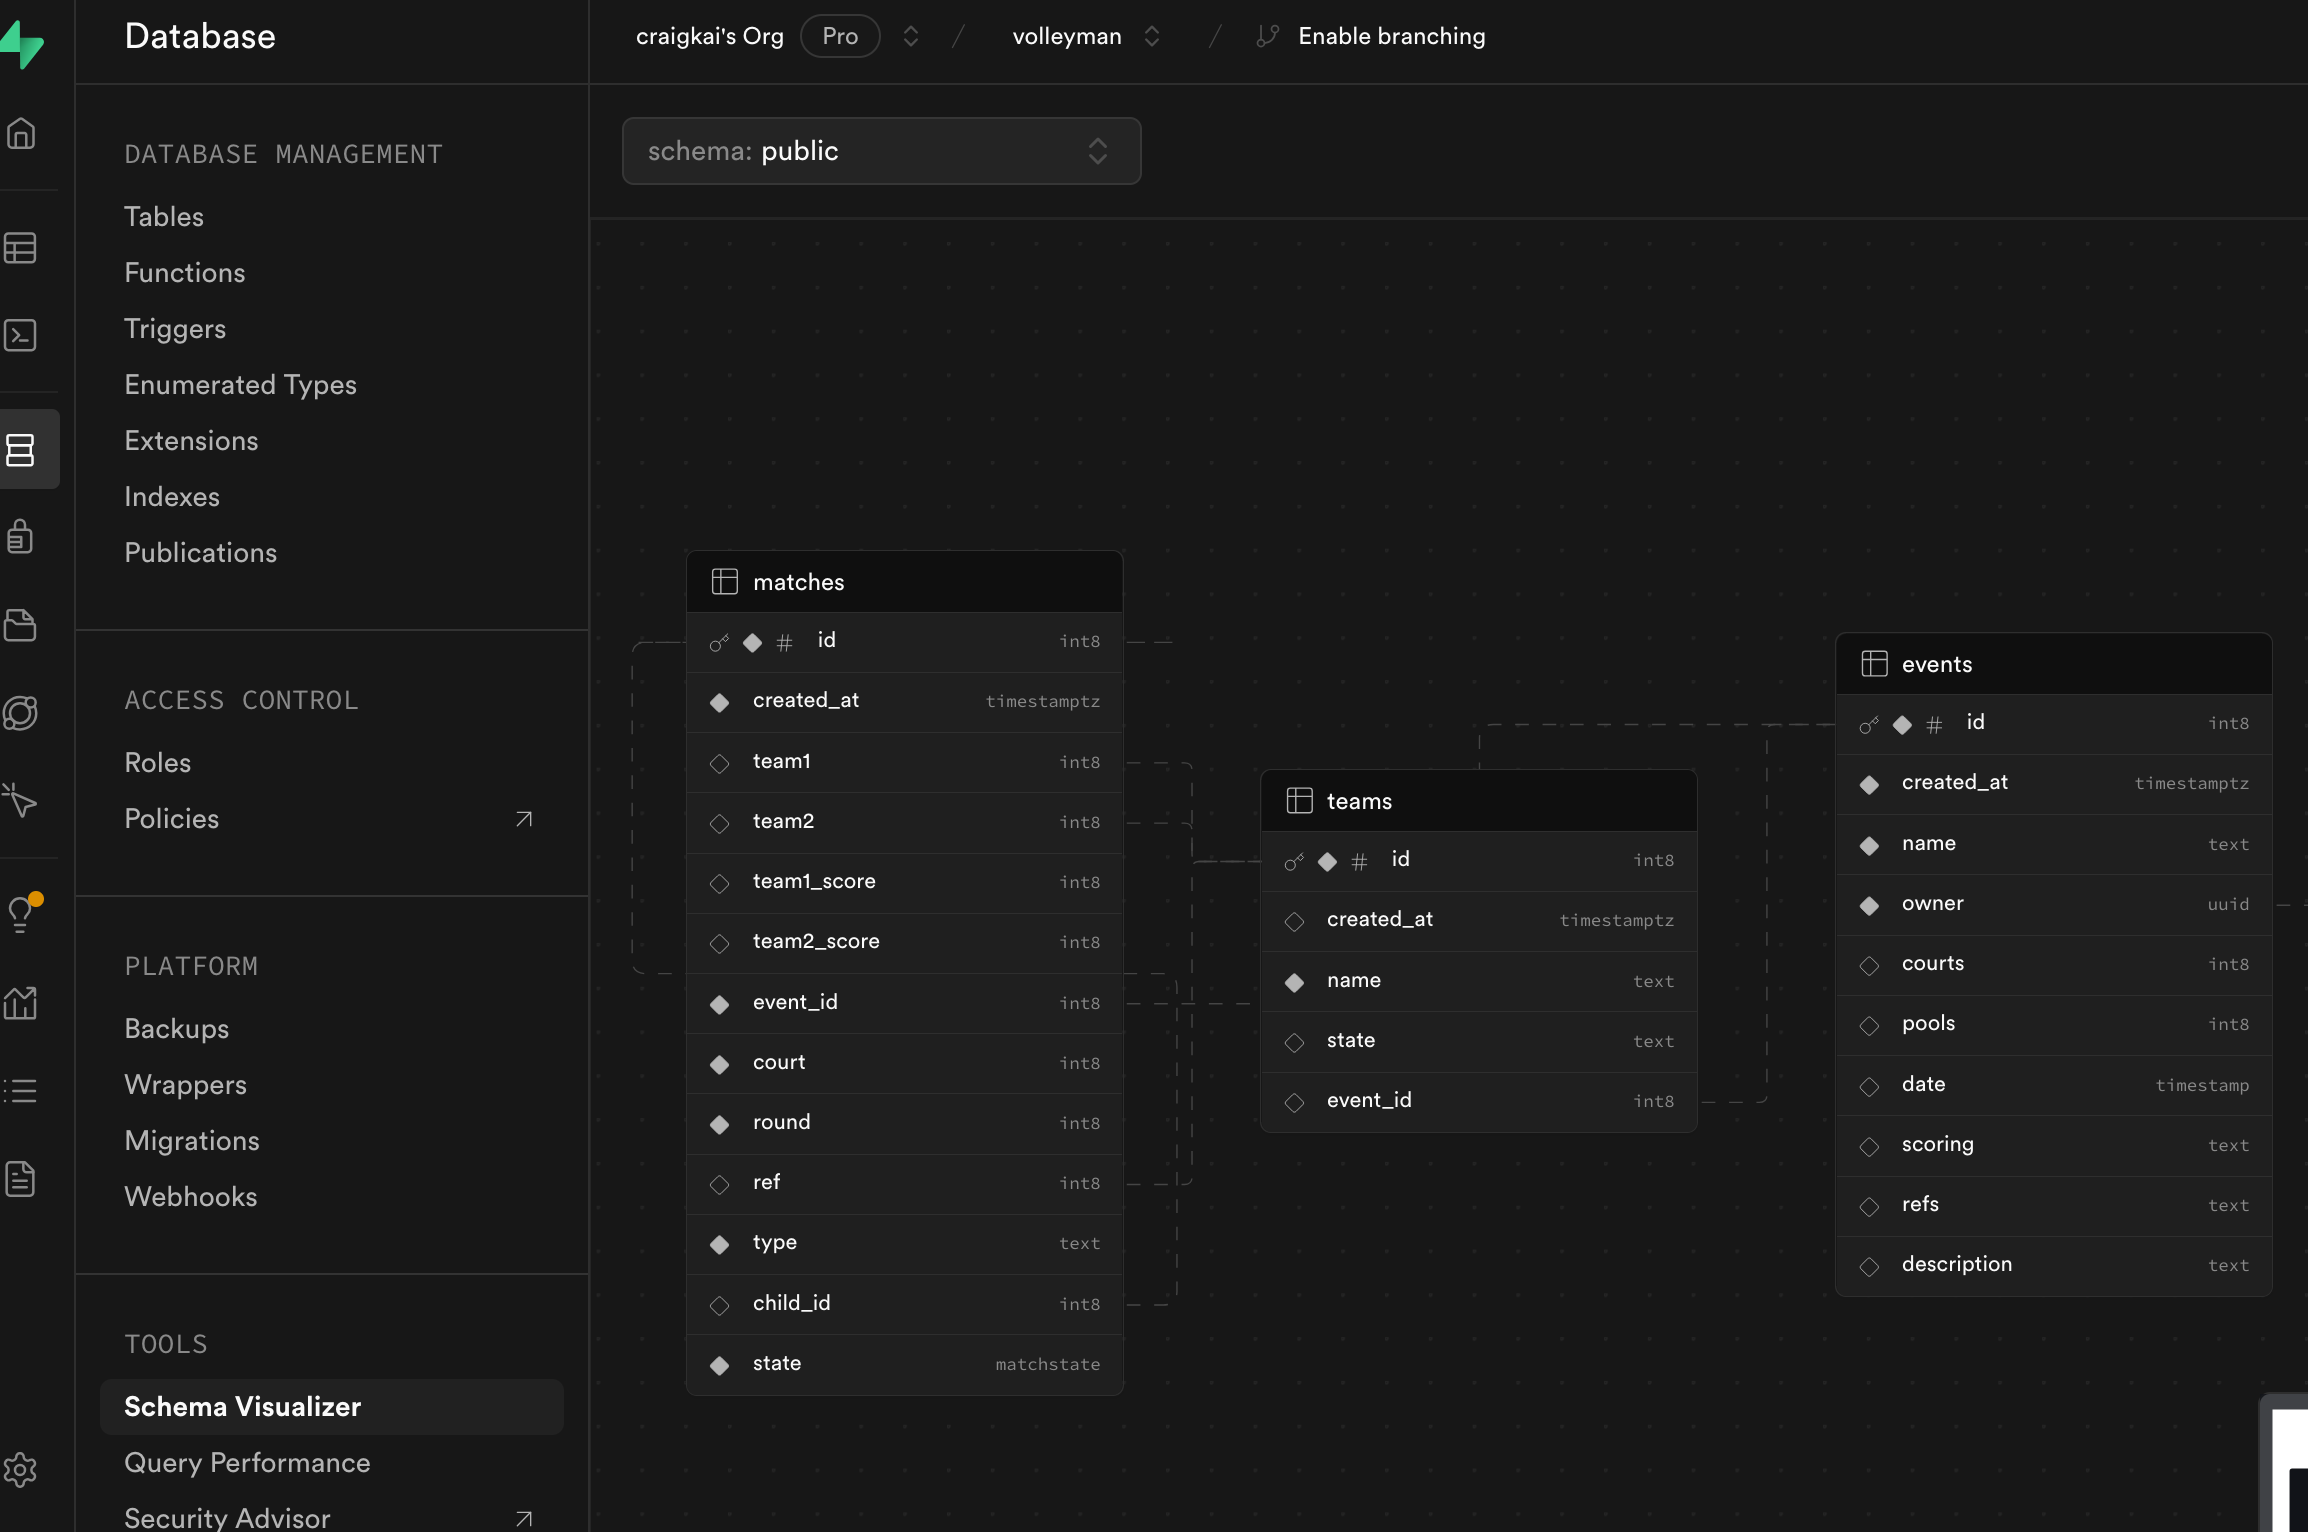 Database
craigkai's Org Pro / volleyman / Enable branching
DATABASE MANAGEMENT
Tables
Functions
Triggers
Enumerated Types
Extensions
Indexes
Publications
ACCESS CONTROL
Roles
Policies
PLATFORM
Backups
Wrappers
Migrations
Webhooks
TOOLS
Schema Visualizer
Query Performance
Security Advisor
schema: public
matches
# id int8
created_at timestamptz
team1 int8
team2 int8
team1_score int8
team2_score int8
event_id int8
court int8
round int8
ref int8
type text
child_id int8
state matchstate
teams
# id int8
created_at timestamptz
name text
state text
event_id int8
events
# id int8
created_at timestamptz
name text
owner uuid
courts int8
pools int8
date timestamp
scoring text
refs text
description text